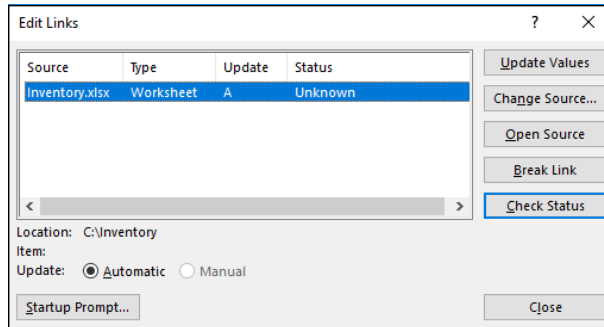 Edit Links ? X
Source Type Update Status
Inventory.xlsx Worksheet A Unknown
Update Values
Change Source...
Open Source
Break Link
Check Status
Location: C:\Inventory
Item:
Update: Automatic Manual
Startup Prompt... Close